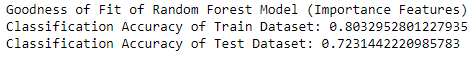 Goodness of Fit of Random Forest Model (Importance Features)
Classification Accuracy of Train Dataset: 0.8032952801227935
Classification Accuracy of Test Dataset: 0.7231442220985783